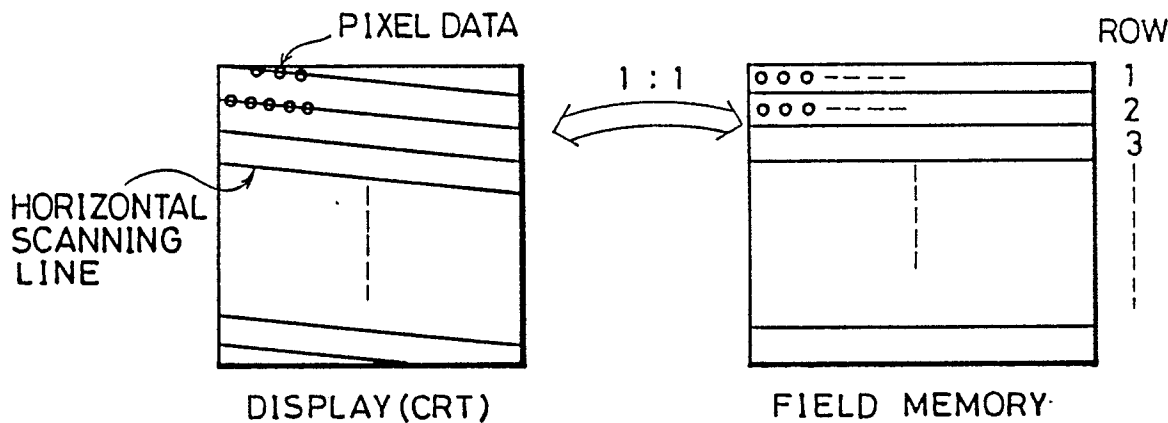 PIXEL DATA
ROW
1 : 1
1
2
3
HORIZONTAL
SCANNING
LINE
DISPLAY (CRT)
FIELD MEMORY